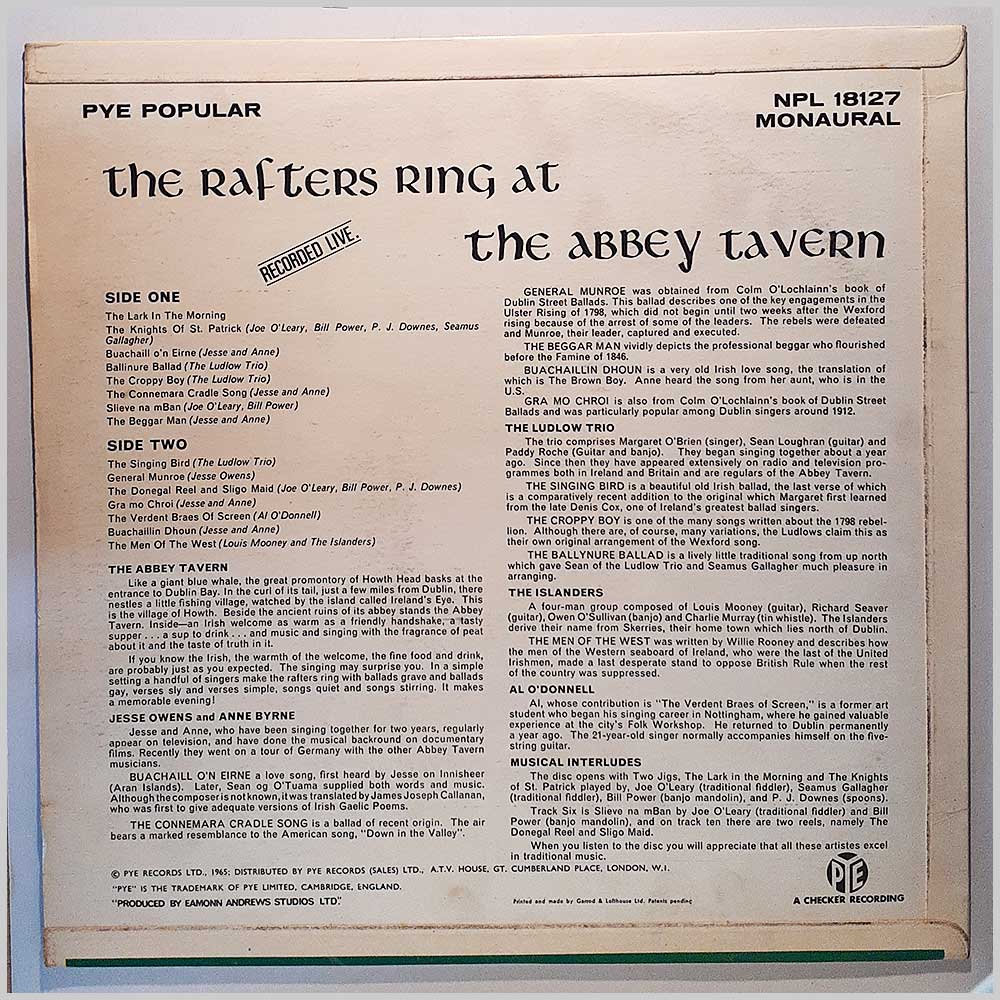 PYE POPULAR
NPL 18127
MONAURAL
the Rafters Ring at
the abbey tavern
RECORDED LIVE.
SIDE ONE
The Lark In The Morning
The Knights Of St. Patrick (Joe O'Leary, Bill Power, P. J. Downes, Seamus
Gallagher)
Buachaill o'n Eirne (Jesse and Anne)
Ballinure Ballad (The Ludlow Trio)
The Croppy Boy (The Ludlow Trio)
The Connemara Cradle Song (Jesse and Anne)
Slieve na mBan (Joe O'Leary, Bill Power)
The Beggar Man (Jesse and Anne)
SIDE TWO
The Singing Bird (The Ludlow Trio)
General Munroe (Jesse Owens)
The Donegal Reel and Sligo Maid (Joe O'Leary, Bill Power, P. J. Downes)
Gra mo Chroi (Jesse and Anne)
The Verdent Braes Of Screen (Al O'Donnell)
Buachaillin Dhoun (Jesse and Anne)
The Men Of The West (Louis Mooney and The Islanders)
THE ABBEY TAVERN
Like a giant blue whale, the great promontory of Howth Head basks at the
entrance to Dublin Bay. In the curl of its tail, just a few miles from Dublin, there
nestles a little fishing village, watched by the island called Ireland's Eye. This
is the village of Howth. Beside the ancient ruins of its abbey stands the Abbey
Tavern. Inside—an Irish welcome as warm as a friendly handshake, a tasty
supper . . . a sup to drink . . . and music and singing with the fragrance of peat
about it and the taste of truth in it.
If you know the Irish, the warmth of the welcome, the fine food and drink,
are probably just as you expected. The singing may surprise you. In a simple
setting a handful of singers make the rafters ring with ballads grave and ballads
gay, verses sly and verses simple, songs quiet and songs stirring. It makes
a memorable evening!
JESSE OWENS and ANNE BYRNE
Jesse and Anne, who have been singing together for two years, regularly
appear on television, and have done the musical backround on documentary
films. Recently they went on a tour of Germany with the other Abbey Tavern
musicians.
BUACHAILL O'N EIRNE a love song, first heard by Jesse on Innisheer
(Aran Islands). Later, Sean og O'Tuama supplied both words and music.
Although the composer is not known, it was translated by James Joseph Callanan,
who was first to give adequate versions of Irish Gaelic Poems.
THE CONNEMARA CRADLE SONG is a ballad of recent origin. The air
bears a marked resemblance to the American song, "Down in the Valley".
GENERAL MUNROE was obtained from Colm O'Lochlainn's book of
Dublin Street Ballads. This ballad describes one of the key engagements in the
Ulster Rising of 1798, which did not begin until two weeks after the Wexford
rising because of the arrest of some of the leaders. The rebels were defeated
and Munroe, their leader, captured and executed.
THE BEGGAR MAN vividly depicts the professional beggar who flourished
before the Famine of 1846.
BUACHAILLIN DHOUN is a very old Irish love song, the translation of
which is The Brown Boy. Anne heard the song from her aunt, who is in the
U.S.
GRA MO CHROI is also from Colm O'Lochlainn's book of Dublin Street
Ballads and was particularly popular among Dublin singers around 1912.
THE LUDLOW TRIO
The trio comprises Margaret O'Brien (singer), Sean Loughran (guitar) and
Paddy Roche (Guitar and banjo). They began singing together about a year
ago. Since then they have appeared extensively on radio and television pro-
grammes both in Ireland and Britain and are regulars of the Abbey Tavern.
THE SINGING BIRD is a beautiful old Irish ballad, the last verse of which
is a comparatively recent addition to the original which Margaret first learned
from the late Denis Cox, one of Ireland's greatest ballad singers.
THE CROPPY BOY is one of the many songs written about the 1798 rebel-
lion. Although there are, of course, many variations, the Ludlows claim this as
their own original arrangement of the Wexford song.
THE BALLYNURE BALLAD is a lively little traditional song from up north
which gave Sean of the Ludlow Trio and Seamus Gallagher much pleasure in
arranging.
THE ISLANDERS
A four-man group composed of Louis Mooney (guitar), Richard Seaver
(guitar), Owen O'Sullivan (banjo) and Charlie Murray (tin whistle). The Islanders
derive their name from Skerries, their home town which lies north of Dublin.
THE MEN OF THE WEST was written by Willie Rooney and describes how
the men of the Western seaboard of Ireland, who were the last of the United
Irishmen, made a last desperate stand to oppose British Rule when the rest
of the country was suppressed.
AL O'DONNELL
Al, whose contribution is "The Verdent Braes of Screen," is a former art
student who began his singing career in Nottingham, where he gained valuable
experience at the city's Folk Workshop. He returned to Dublin permanently
a year ago. The 21-year-old singer normally accompanies himself on the five-
string guitar.
MUSICAL INTERLUDES
The disc opens with Two Jigs, The Lark in the Morning and The Knights
of St. Patrick played by, Joe O'Leary (traditional fiddler), Seamus Gallagher
(traditional fiddler), Bill Power (banjo mandolin), and P. J. Downes (spoons).
Track Six is Slieve na mBan by Joe O'Leary (traditional fiddler) and Bill
Power (banjo mandolin), and on track ten there are two reels, namely The
Donegal Reel and Sligo Maid.
When you listen to the disc you will appreciate that all these artistes excel
in traditional music.
© PYE RECORDS LTD., 1965; DISTRIBUTED BY PYE RECORDS (SALES) LTD., A.T.V. HOUSE, GT. CUMBERLAND PLACE, LONDON, W.I.
"PYE" IS THE TRADEMARK OF PYE LIMITED, CAMBRIDGE, ENGLAND.
"PRODUCED BY EAMONN ANDREWS STUDIOS LTD."
Printed and made by Garrod & Lofthouse Ltd. Patents pending
PYE
A CHECKER RECORDING